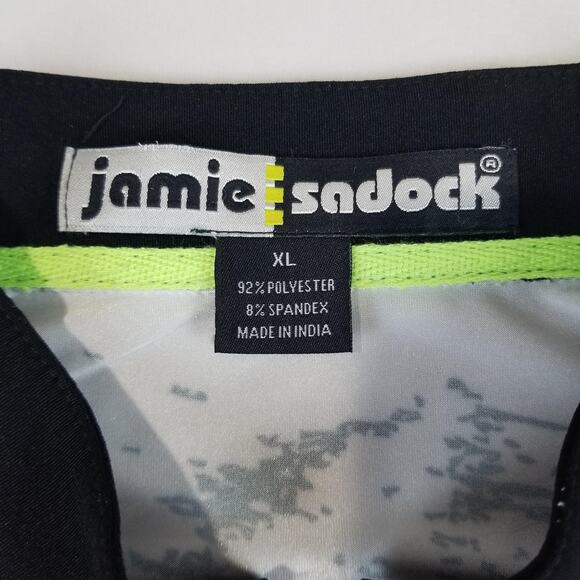 jamie sadock®
XL
92% POLYESTER
8% SPANDEX
MADE IN INDIA